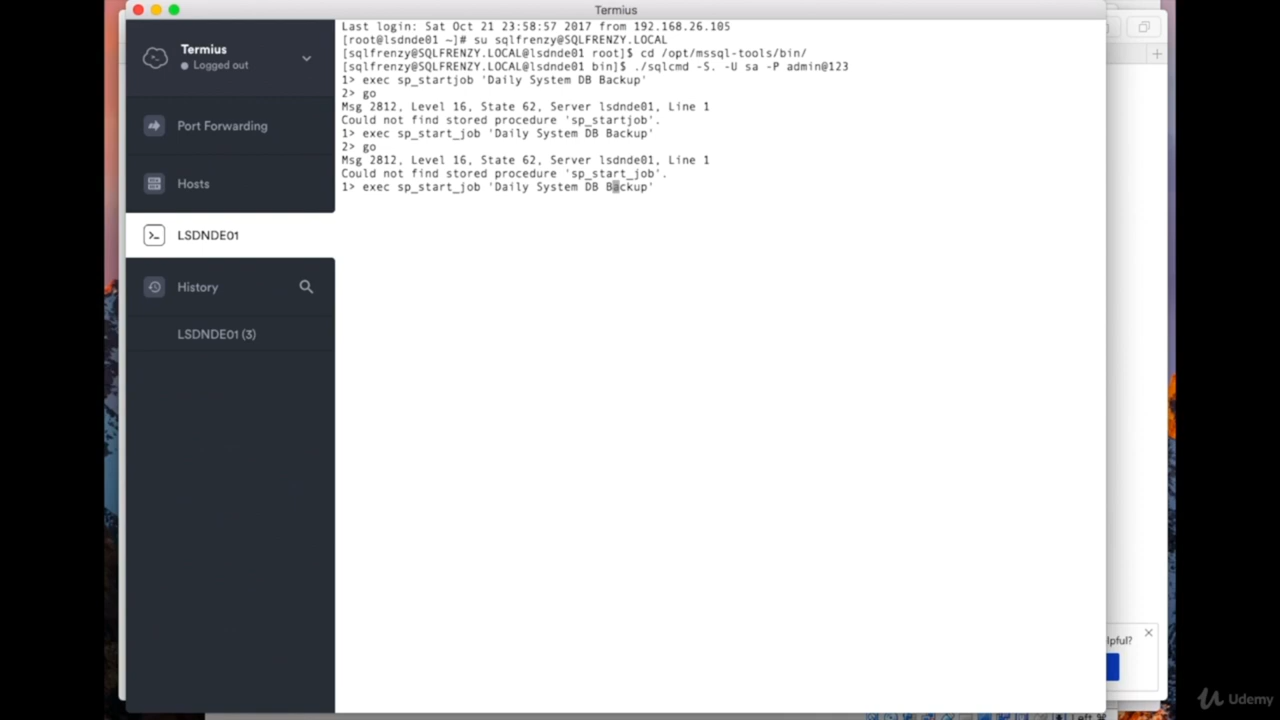 Termius
Termius
Logged out
Port Forwarding
Hosts
LSDNDE01
History
LSDNDE01 (3)
Last login: Sat Oct 21 23:58:57 2017 from 192.168.26.105
[root@lsdnde01 ~]# su sqlfrenzy@SQLFRENZY.LOCAL
[sqlfrenzy@SQLFRENZY.LOCAL@lsdnde01 root]$ cd /opt/mssql-tools/bin/
[sqlfrenzy@SQLFRENZY.LOCAL@lsdnde01 bin]$ ./sqlcmd -S. -U sa -P admin@123
1> exec sp_startjob 'Daily System DB Backup'
2> go
Msg 2812, Level 16, State 62, Server lsdnde01, Line 1
Could not find stored procedure 'sp_startjob'.
1> exec sp_start_job 'Daily System DB Backup'
2> go
Msg 2812, Level 16, State 62, Server lsdnde01, Line 1
Could not find stored procedure 'sp_start_job'.
1> exec sp_start_job 'Daily System DB Backup'
lpful?
Udemy